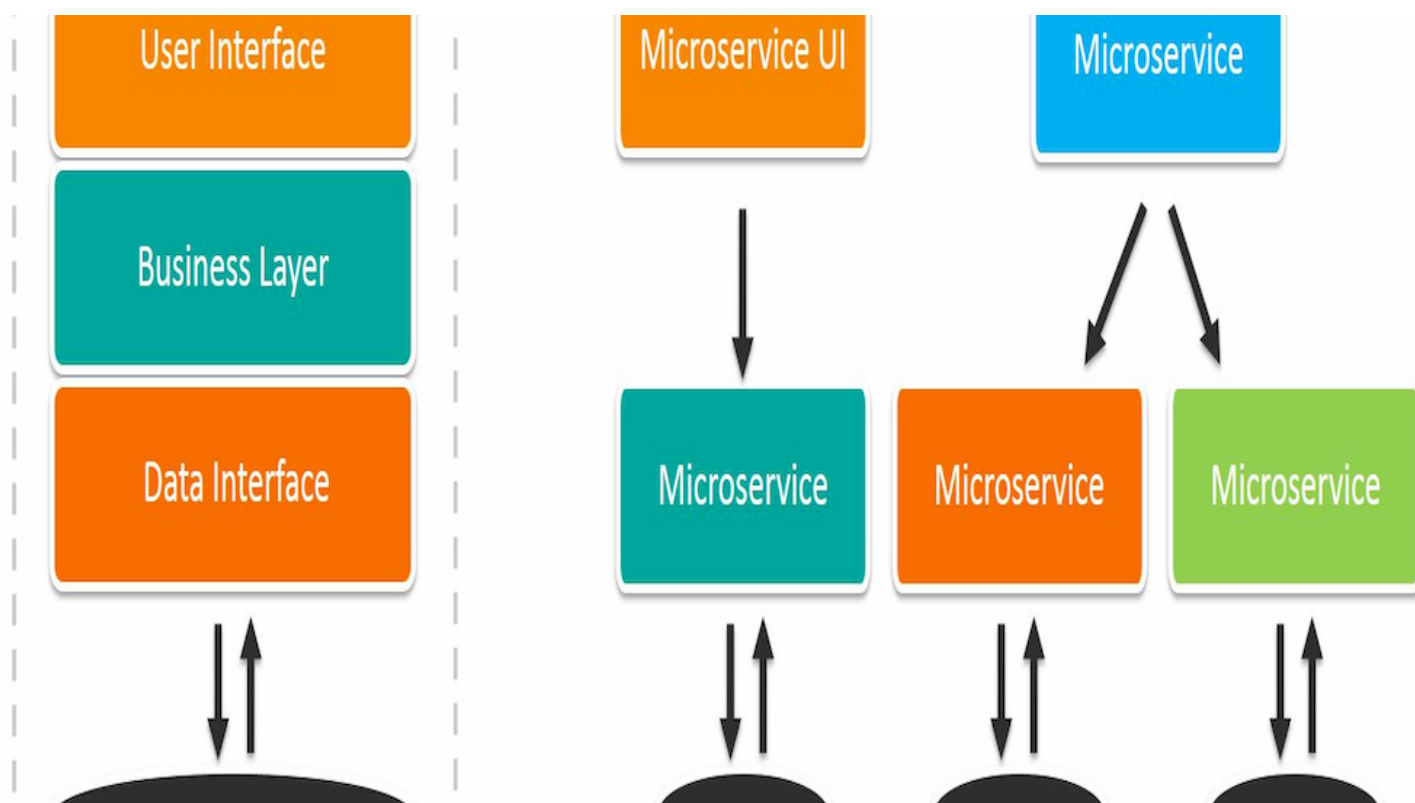 User Interface
Business Layer
Data Interface
Microservice UI
Microservice
Microservice
Microservice
Microservice